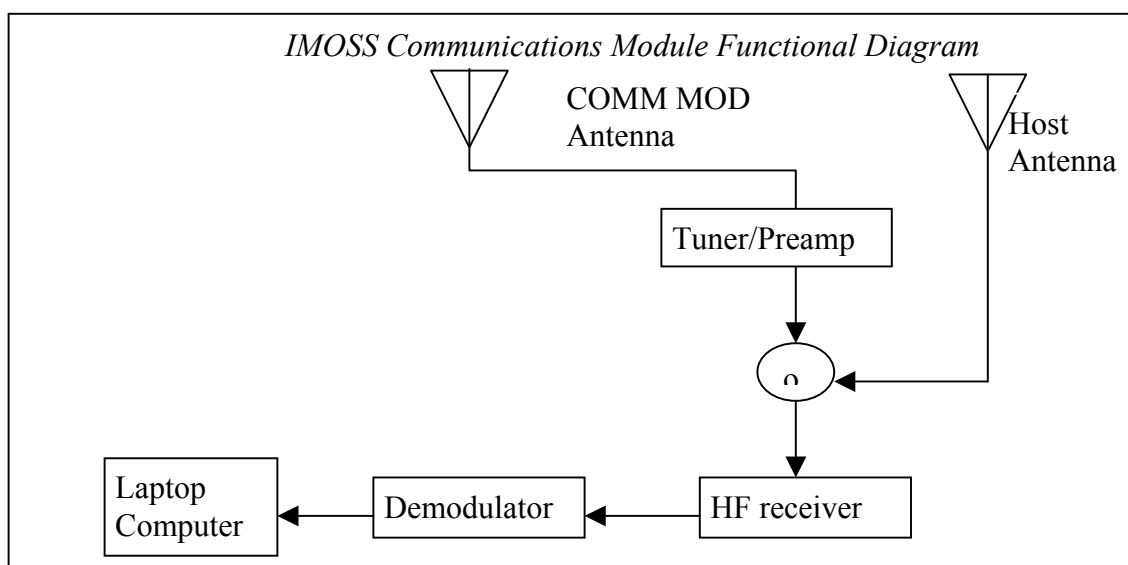 IMOSS Communications Module Functional Diagram
COMM MOD
Antenna
Host
Antenna
Tuner/Preamp
Laptop
Computer
Demodulator
HF receiver